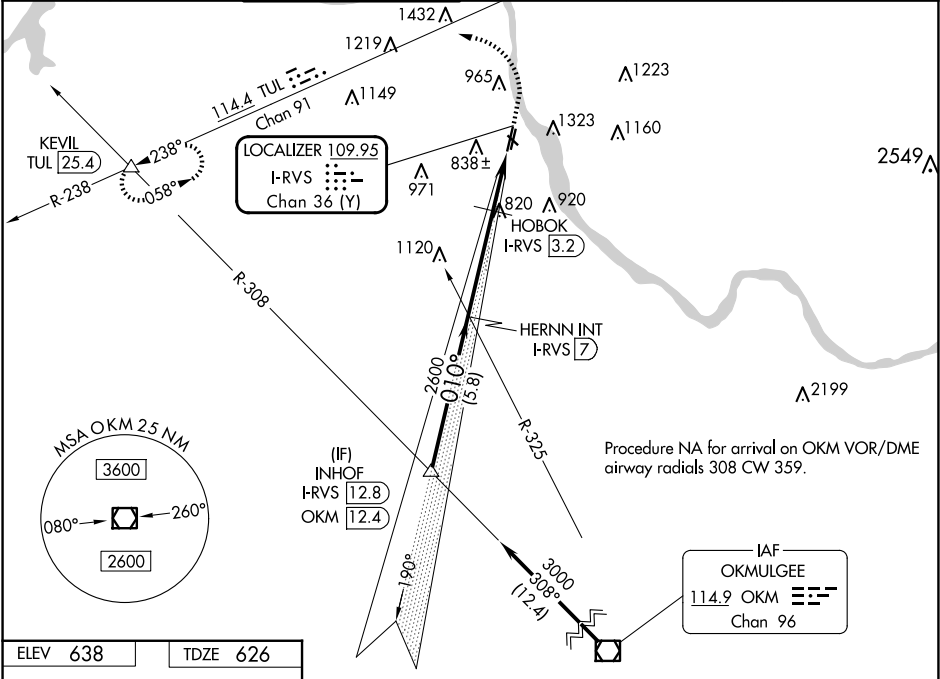 1432
1219
965
1223
114.4 TUL
Chan 91
1149
1323
1160
KEVIL
TUL 25.4
238°
058°
R-238
LOCALIZER 109.95
I-RVS
Chan 36 (Y)
838±
971
2549
820
920
HOBOK
I-RVS 3.2
1120
R-308
HERNN INT
I-RVS 7
2600
010°
(5.8)
R-325
2199
MSA OKM 25 NM
3600
080°
260°
2600
(IF)
INHOF
I-RVS 12.8
OKM 12.4
Procedure NA for arrival on OKM VOR/DME
airway radials 308 CW 359.
190°
3000
308°
(12.4)
IAF
OKMULGEE
114.9 OKM
Chan 96
ELEV 638
TDZE 626